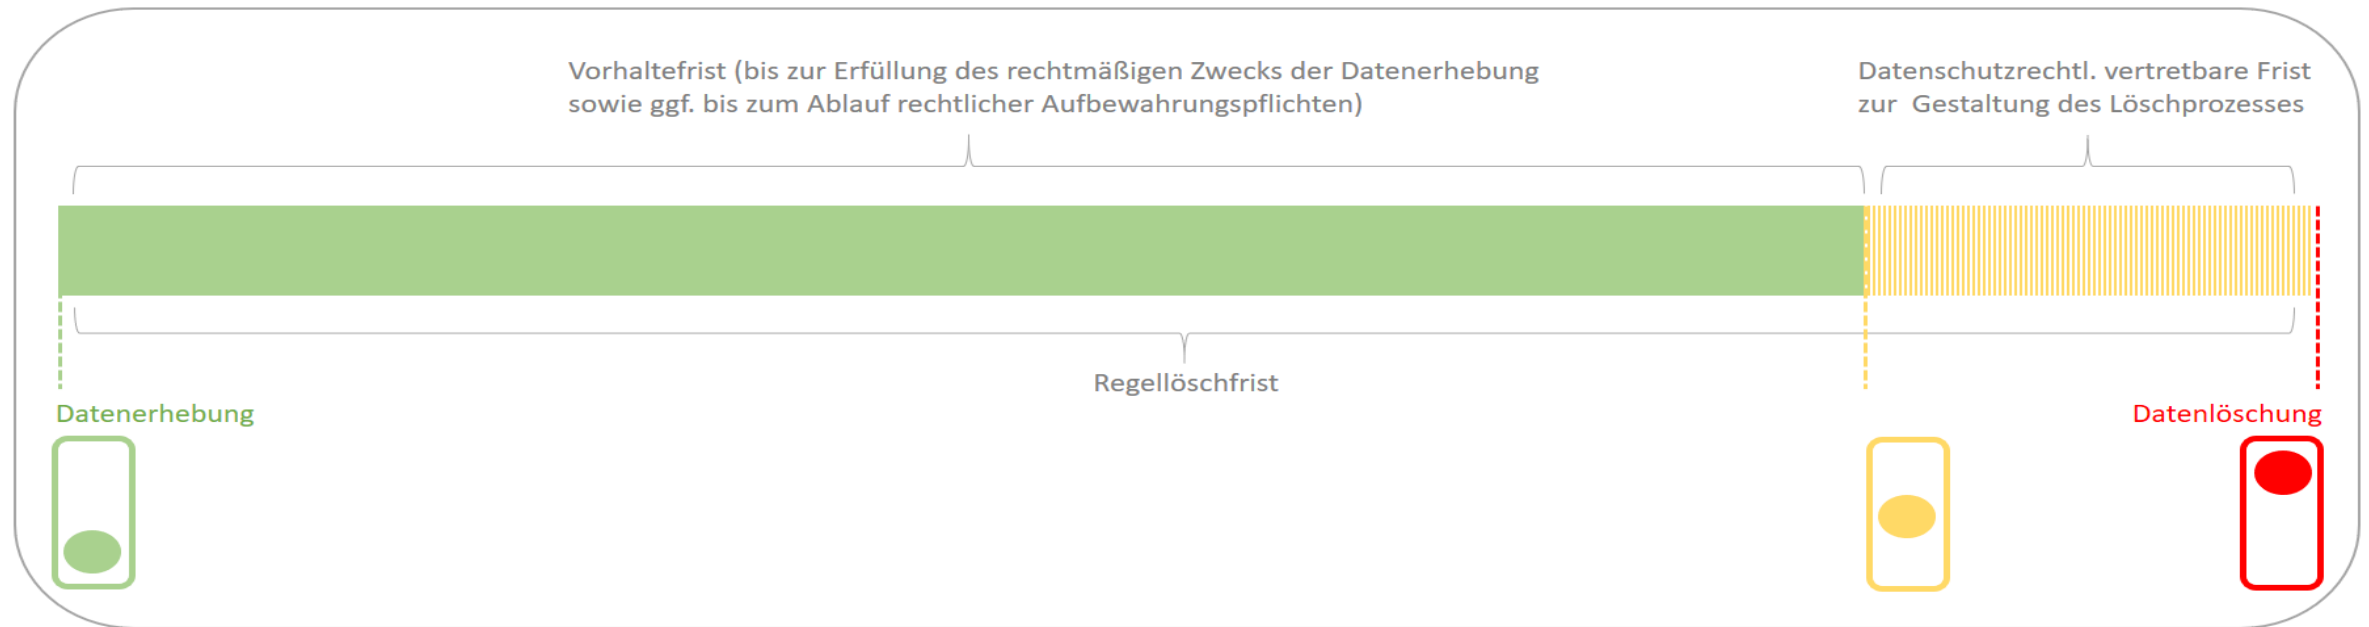 Vorhaltefrist (bis zur Erfüllung des rechtmäßigen Zwecks der Datenerhebung
sowie ggf. bis zum Ablauf rechtlicher Aufbewahrungspflichten)
Datenschutzrechtl. vertretbare Frist
zur  Gestaltung des Löschprozesses
Regellöschfrist
Datenerhebung
Datenlöschung